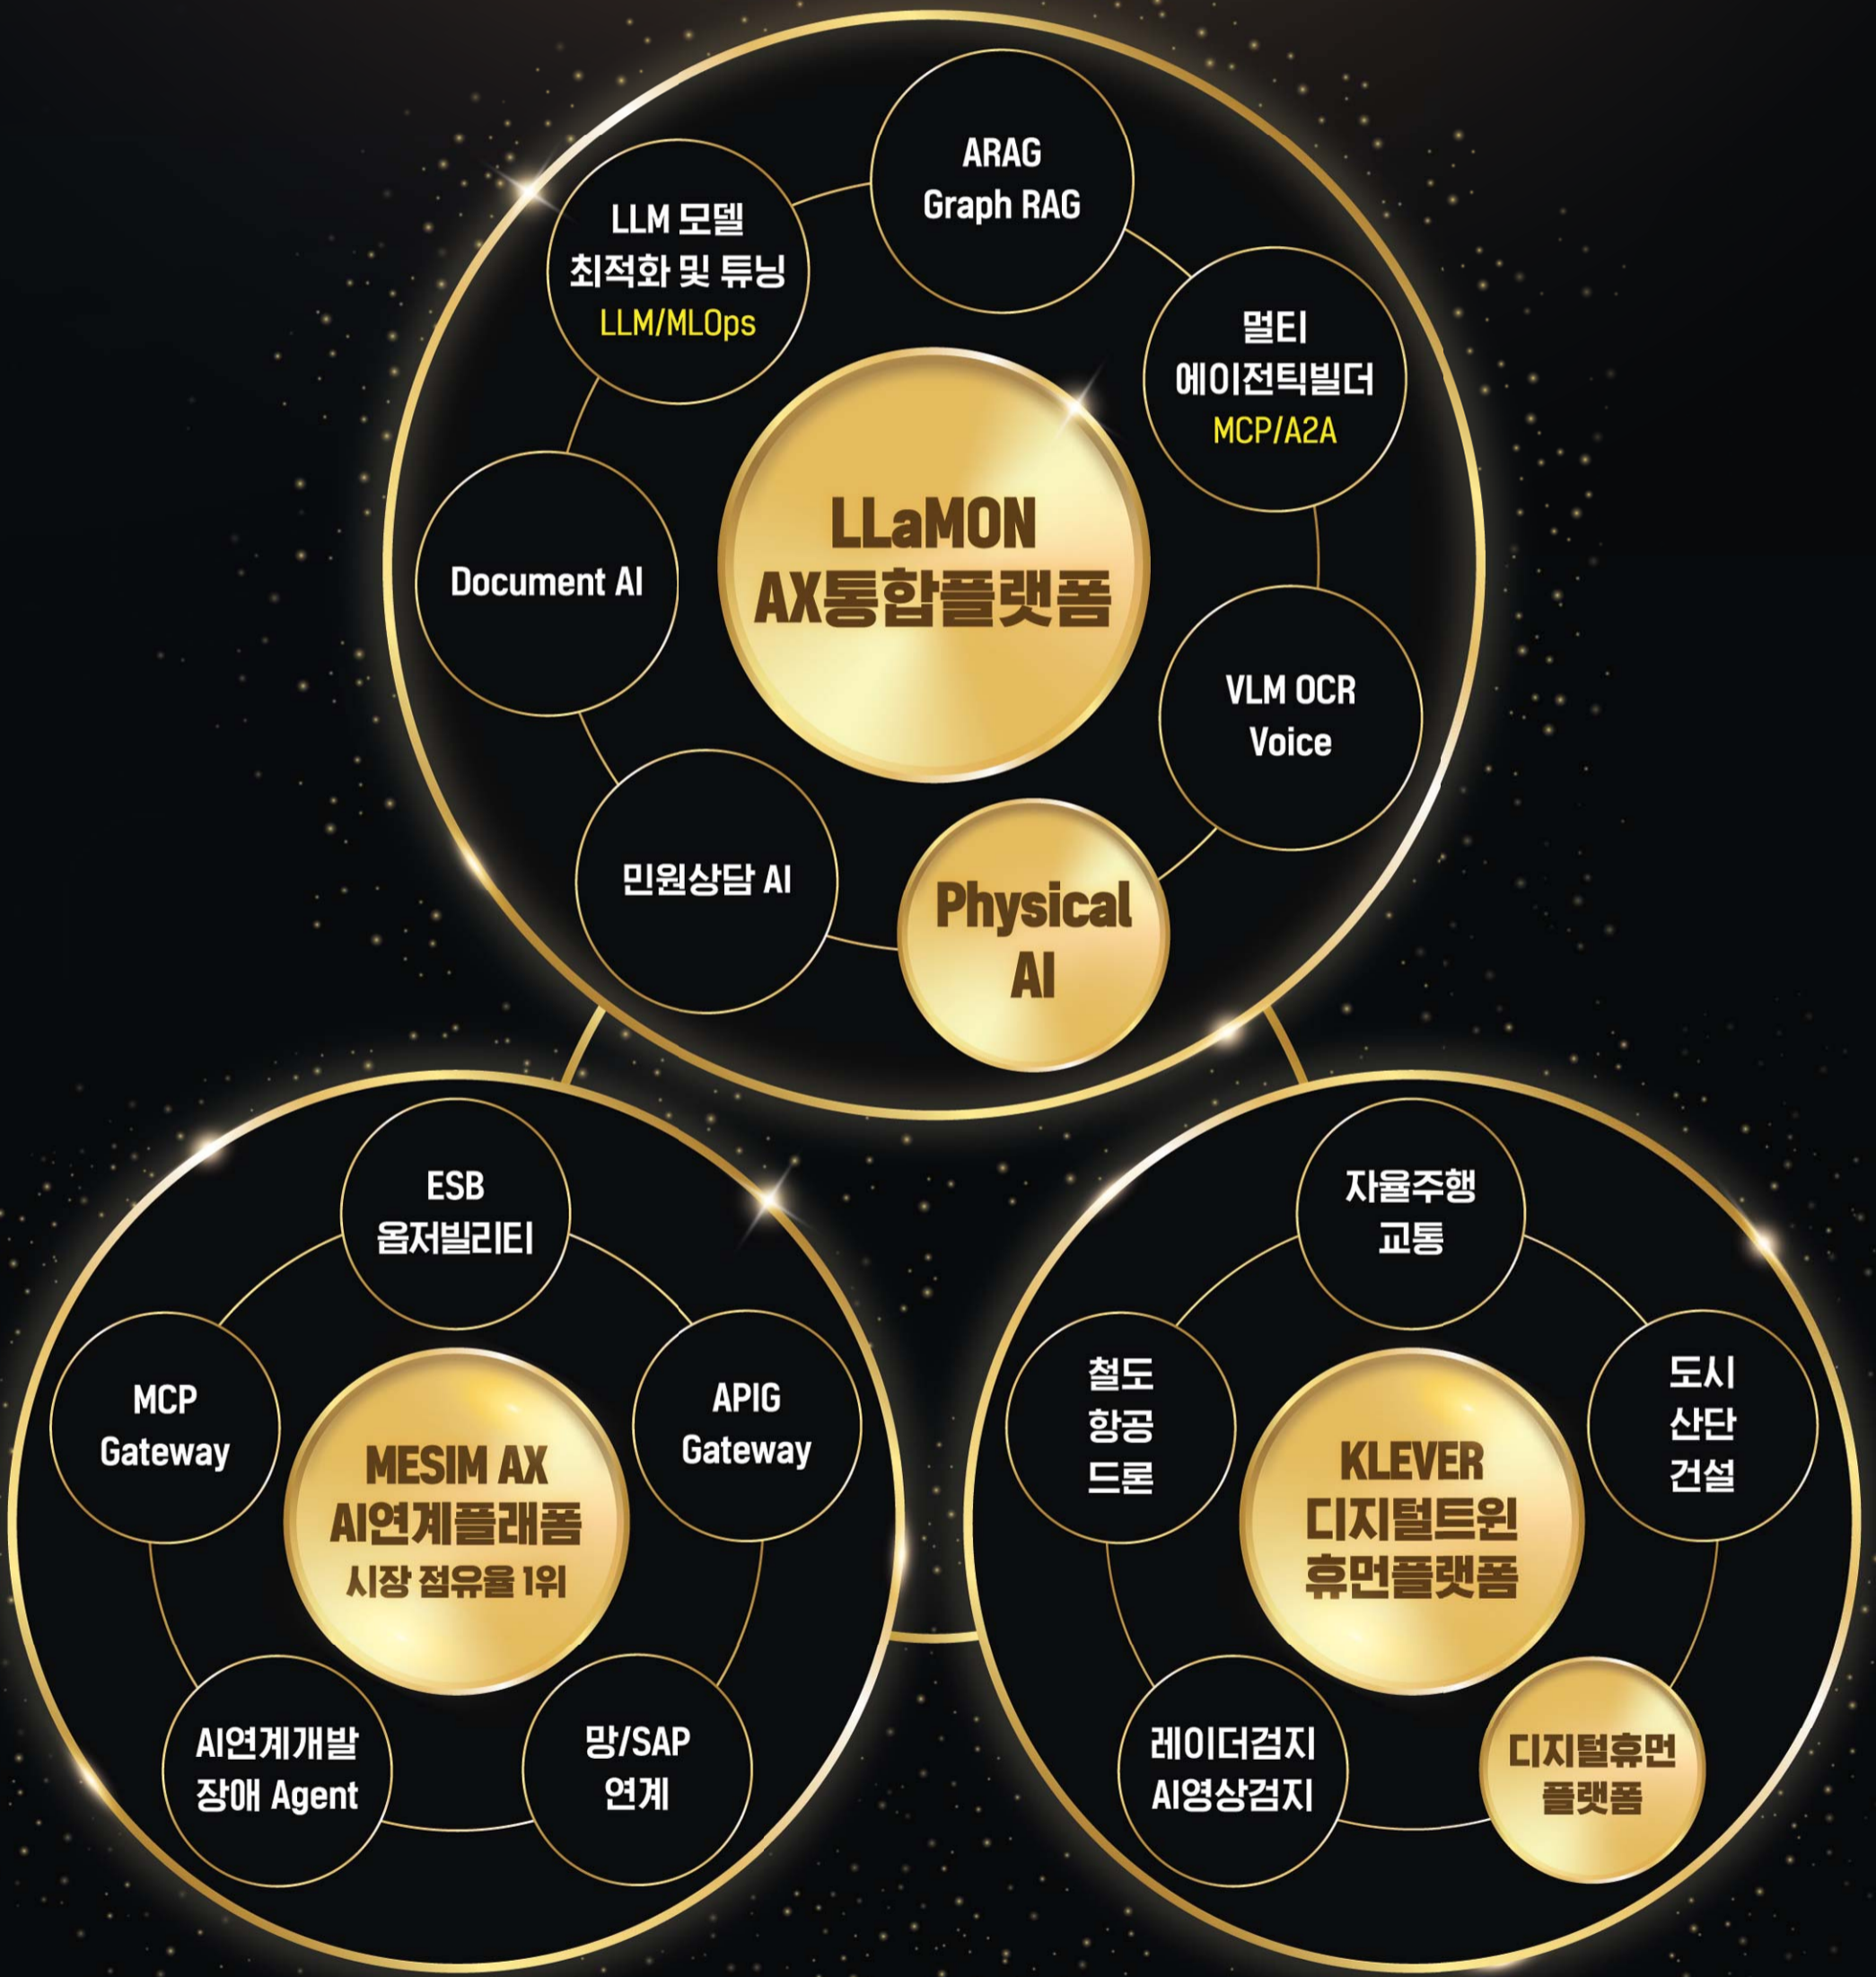 ARAG
Graph RAG
LLM 모델
최적화 및 튜닝
LLM/MLOps
멀티
에이전틱빌더
MCP/A2A
LLaMON
AX통합플랫폼
Document AI
VLM OCR
Voice
민원상담 AI
Physical
AI
ESB
옵저빌리티
MCP
Gateway
APIG
Gateway
MESIM AX
AI연계플래폼
시장 점유율 1위
AI연계개발
장애 Agent
망/SAP
연계
자율주행
교통
철도
항공
드론
도시
산단
건설
KLEVER
디지털트윈
휴먼플랫폼
레이더검지
AI영상검지
디지털휴먼
플랫폼